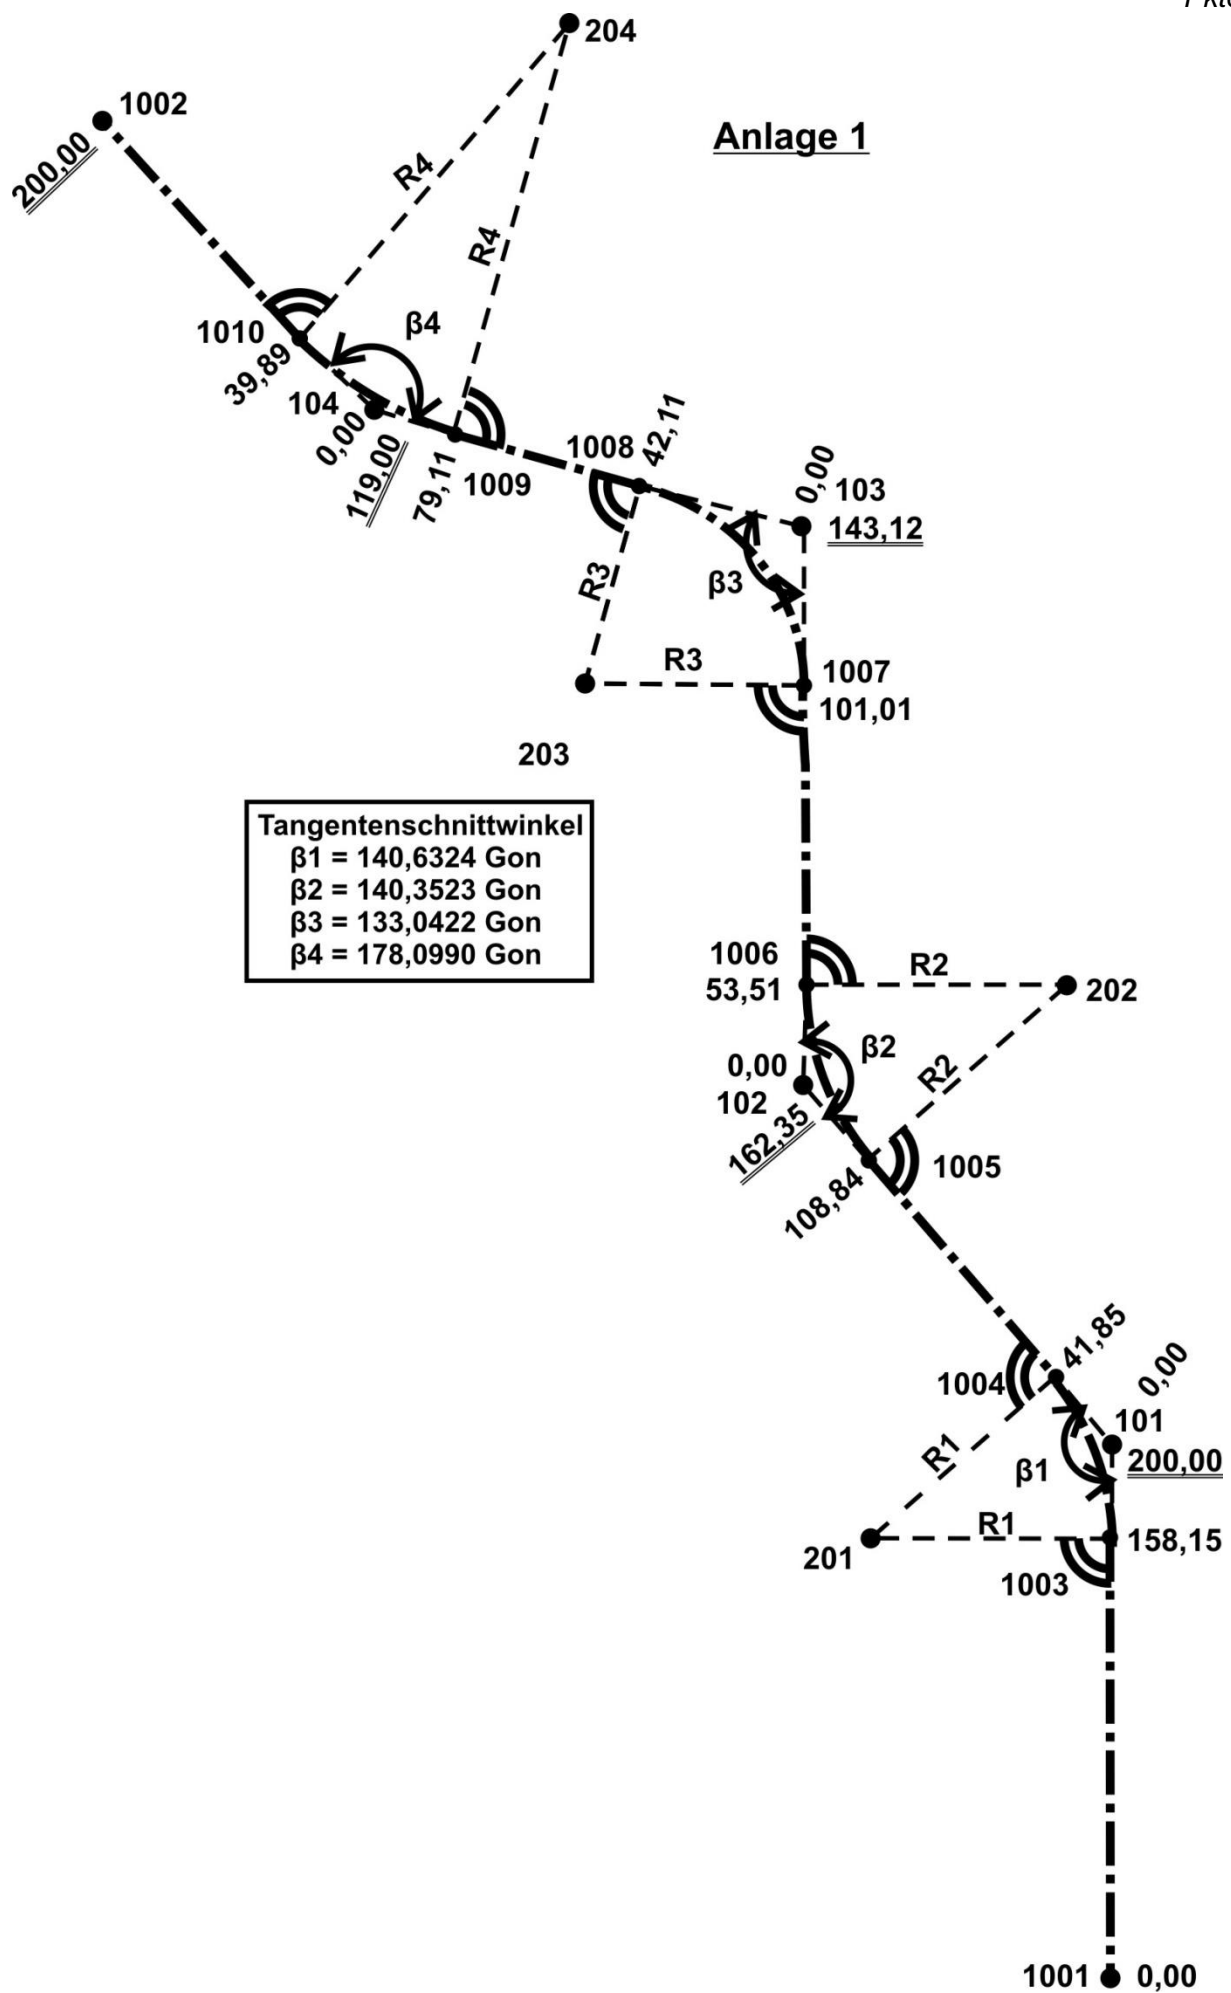 204
1002
Anlage 1
200,00
R4
R4
1010
β4
39,89
104
0,00
119,00
79,11
1009
1008
42,11
0,00
103
143,12
β3
R3
R3
1007
101,01
203
Tangentenschnittwinkel
β1 = 140,6324 Gon
β2 = 140,3523 Gon
β3 = 133,0422 Gon
β4 = 178,0990 Gon
1006
53,51
R2
202
β2
0,00
102
R2
162,35
1005
108,84
41,85
0,00
1004
101
200,00
R1
β1
R1
201
158,15
1003
1001
0,00